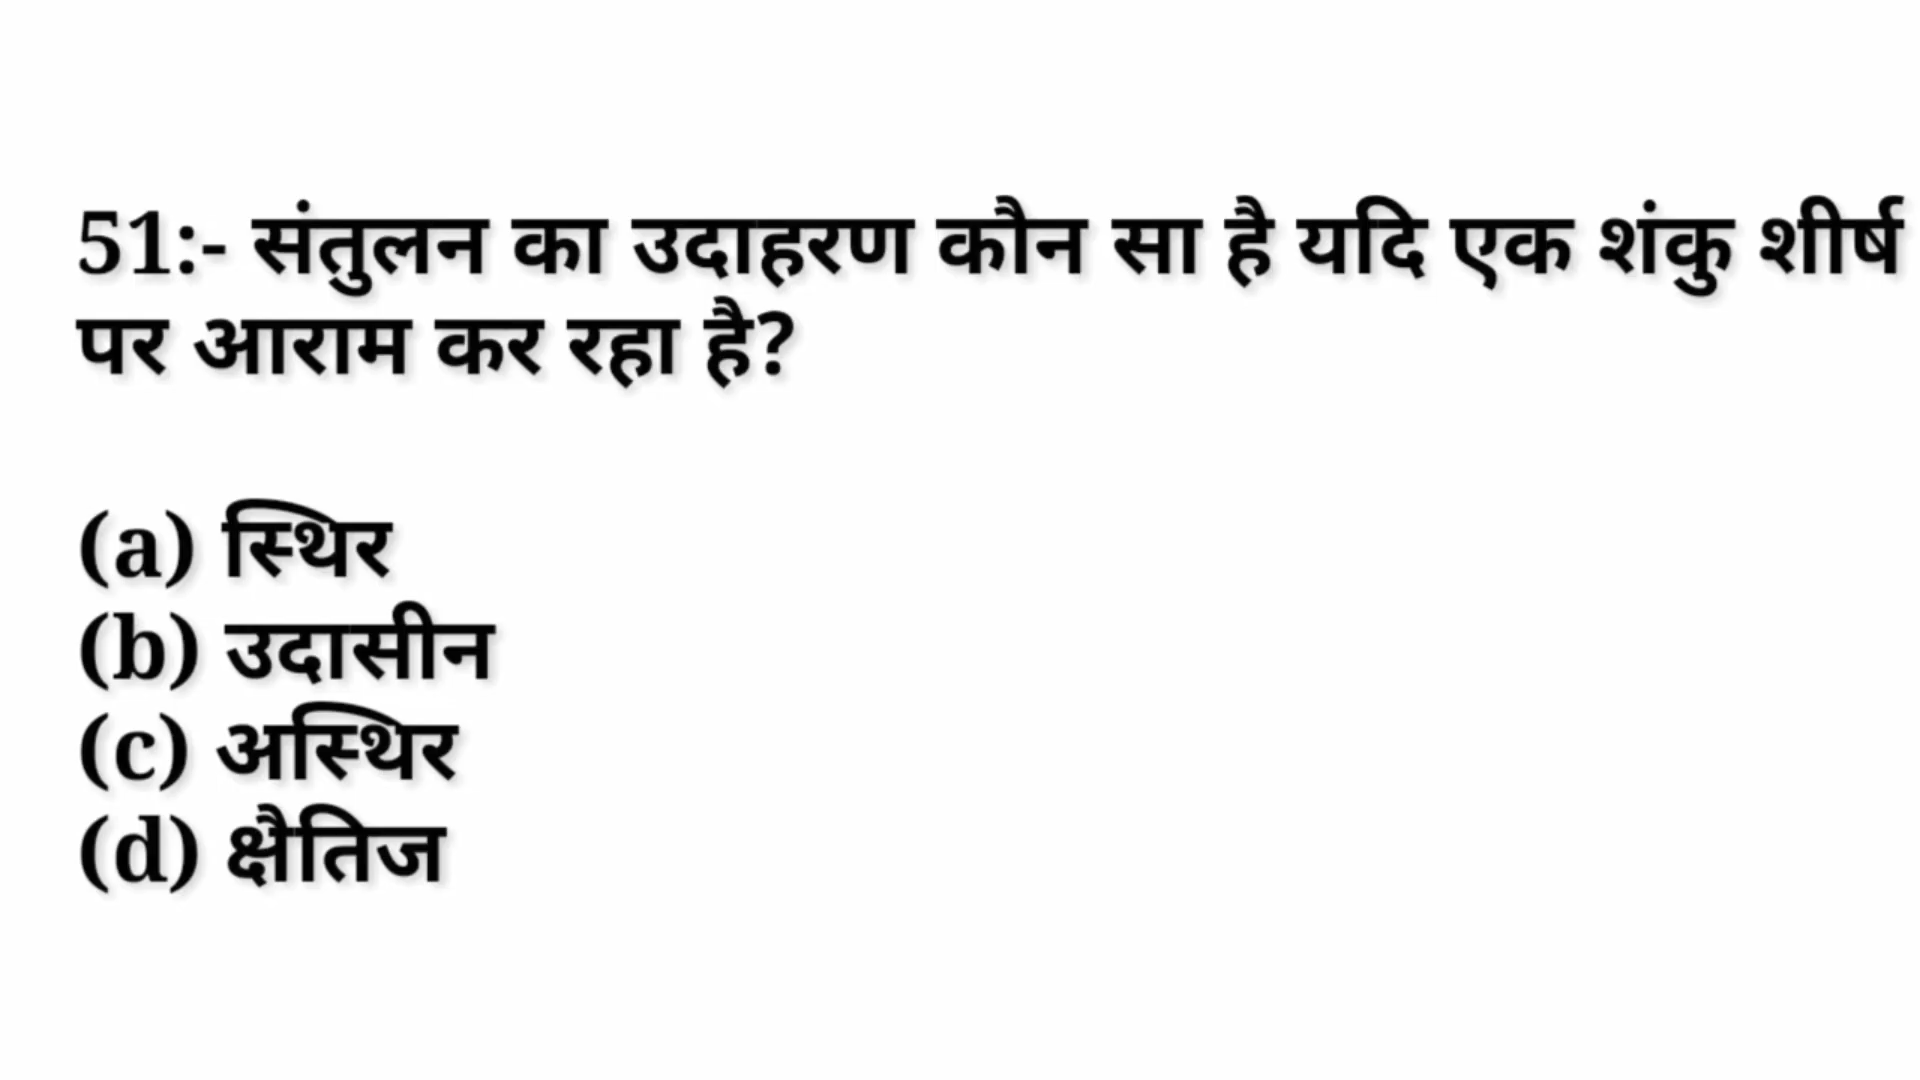 51:- संतुलन का उदाहरण कौन सा है यदि एक शंकु शीर्ष
पर आराम कर रहा है?
(a) स्थिर
(b) उदासीन
(c) अस्थिर
(d) क्षैतिज